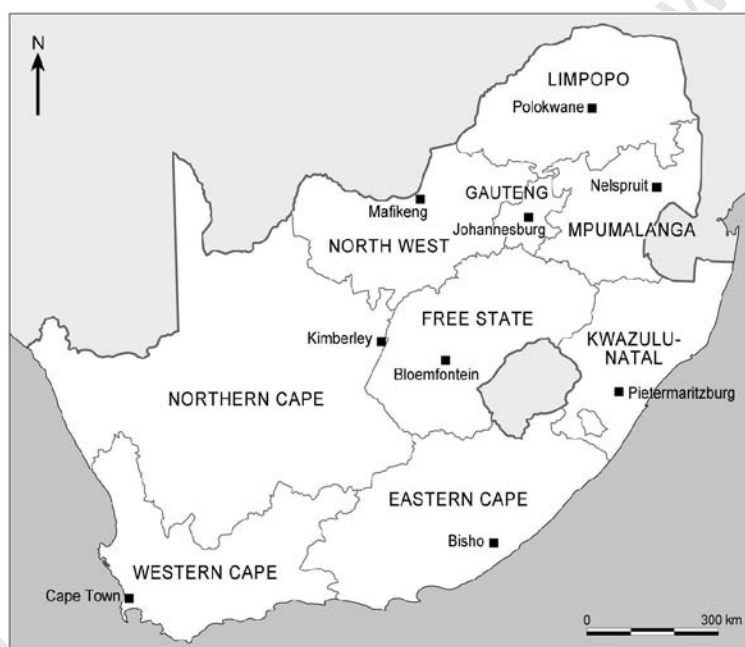 N
LIMPOPO
Polokwane
GAUTENG
Nelspruit
Mafikeng
Johannesburg
MPUMALANGA
NORTH WEST
FREE STATE
Kimberley
KWAZULU-
NATAL
Bloemfontein
Pietermaritzburg
NORTHERN CAPE
EASTERN CAPE
Bisho
WESTERN CAPE
Cape Town
0 300 km